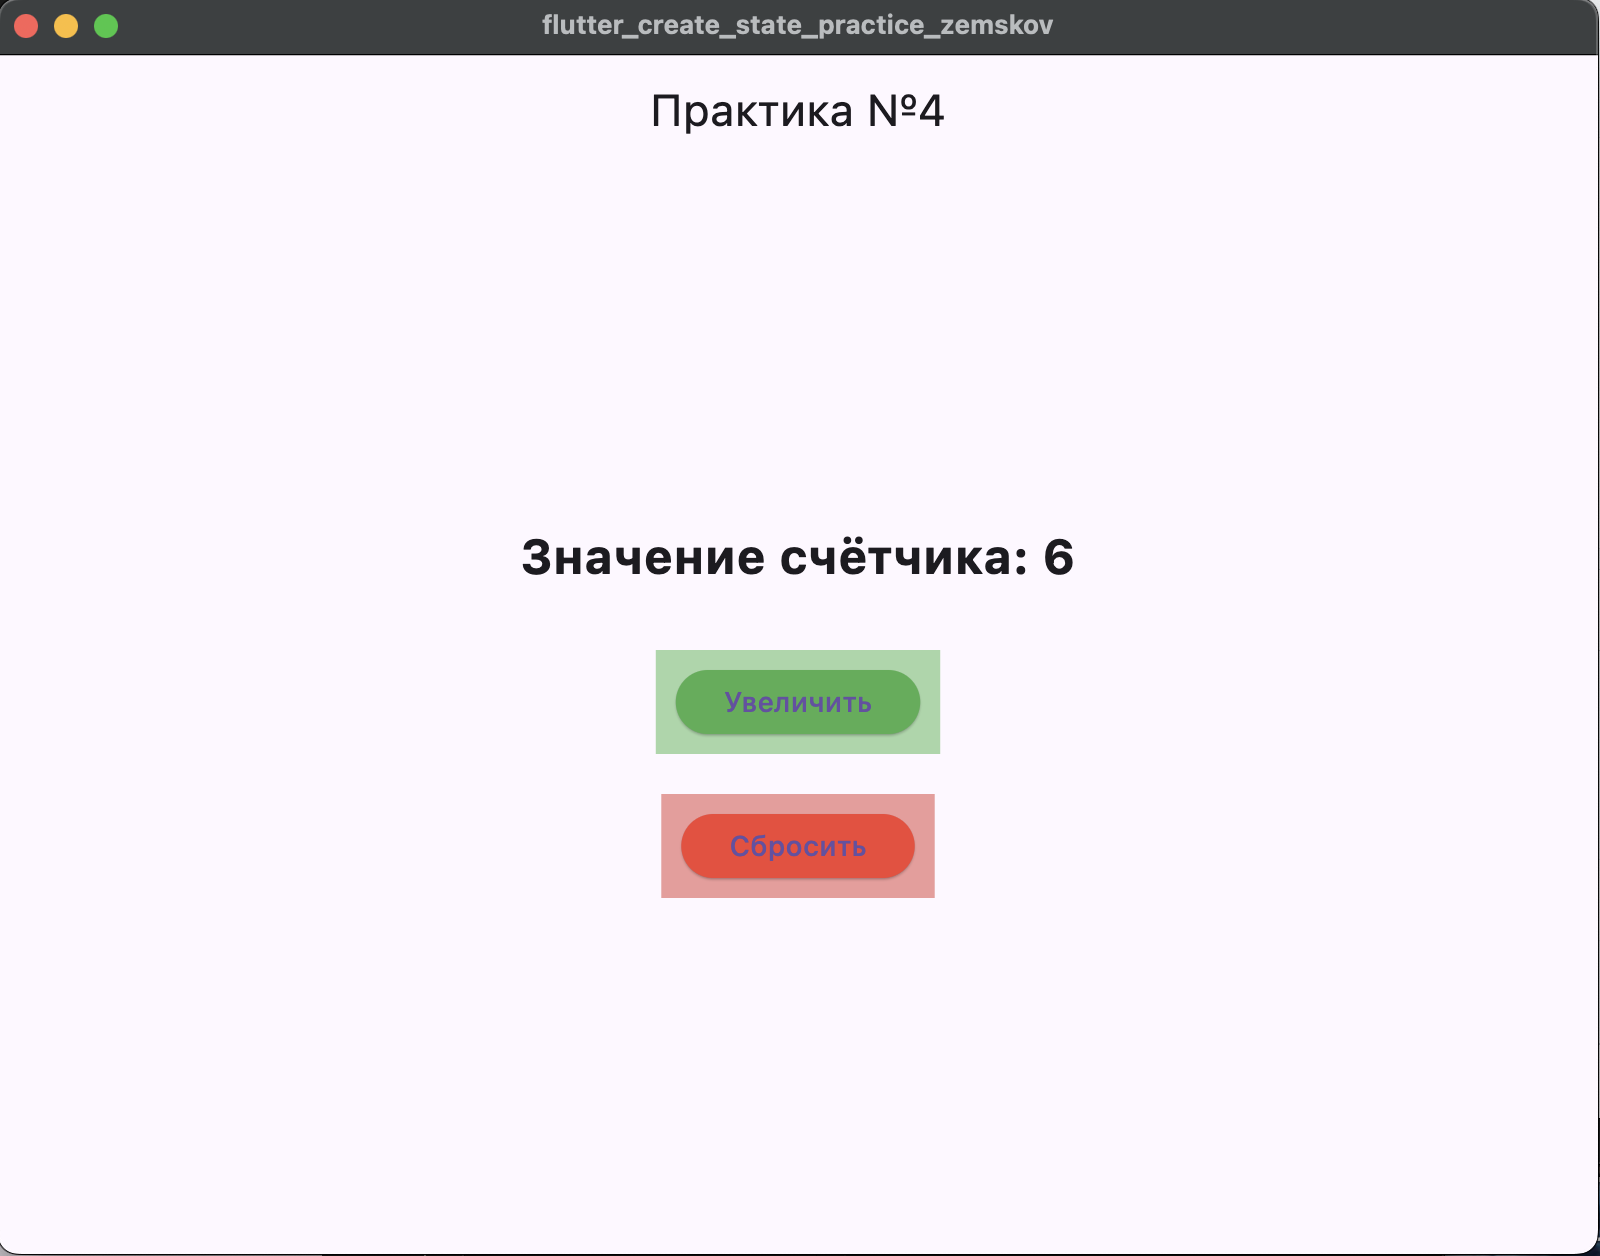 flutter_create_state_practice_zemskov
Практика №4
Значение счётчика: 6
Увеличить
Сбросить